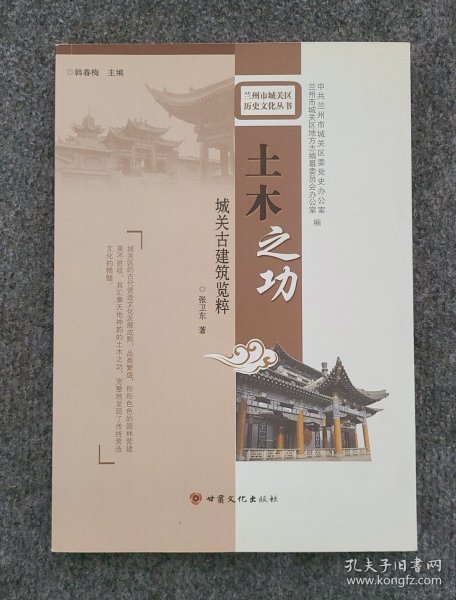 ◎韩春梅 主编
兰州市城关区
历史文化丛书
中共兰州市城关区委党史办公室
兰州市城关区地方志编纂委员会办公室
编
土木之功
城关古建筑览粹
◎张卫东 著
城关区的古代营造文化发展成熟，品类繁盛，形形色色的园林营建
美不胜收，其汇集天地神韵的土木之功，完整地呈现了传统营造
文化的精髓。
甘肃文化出版社
孔夫子旧书网
www.kongfz.com